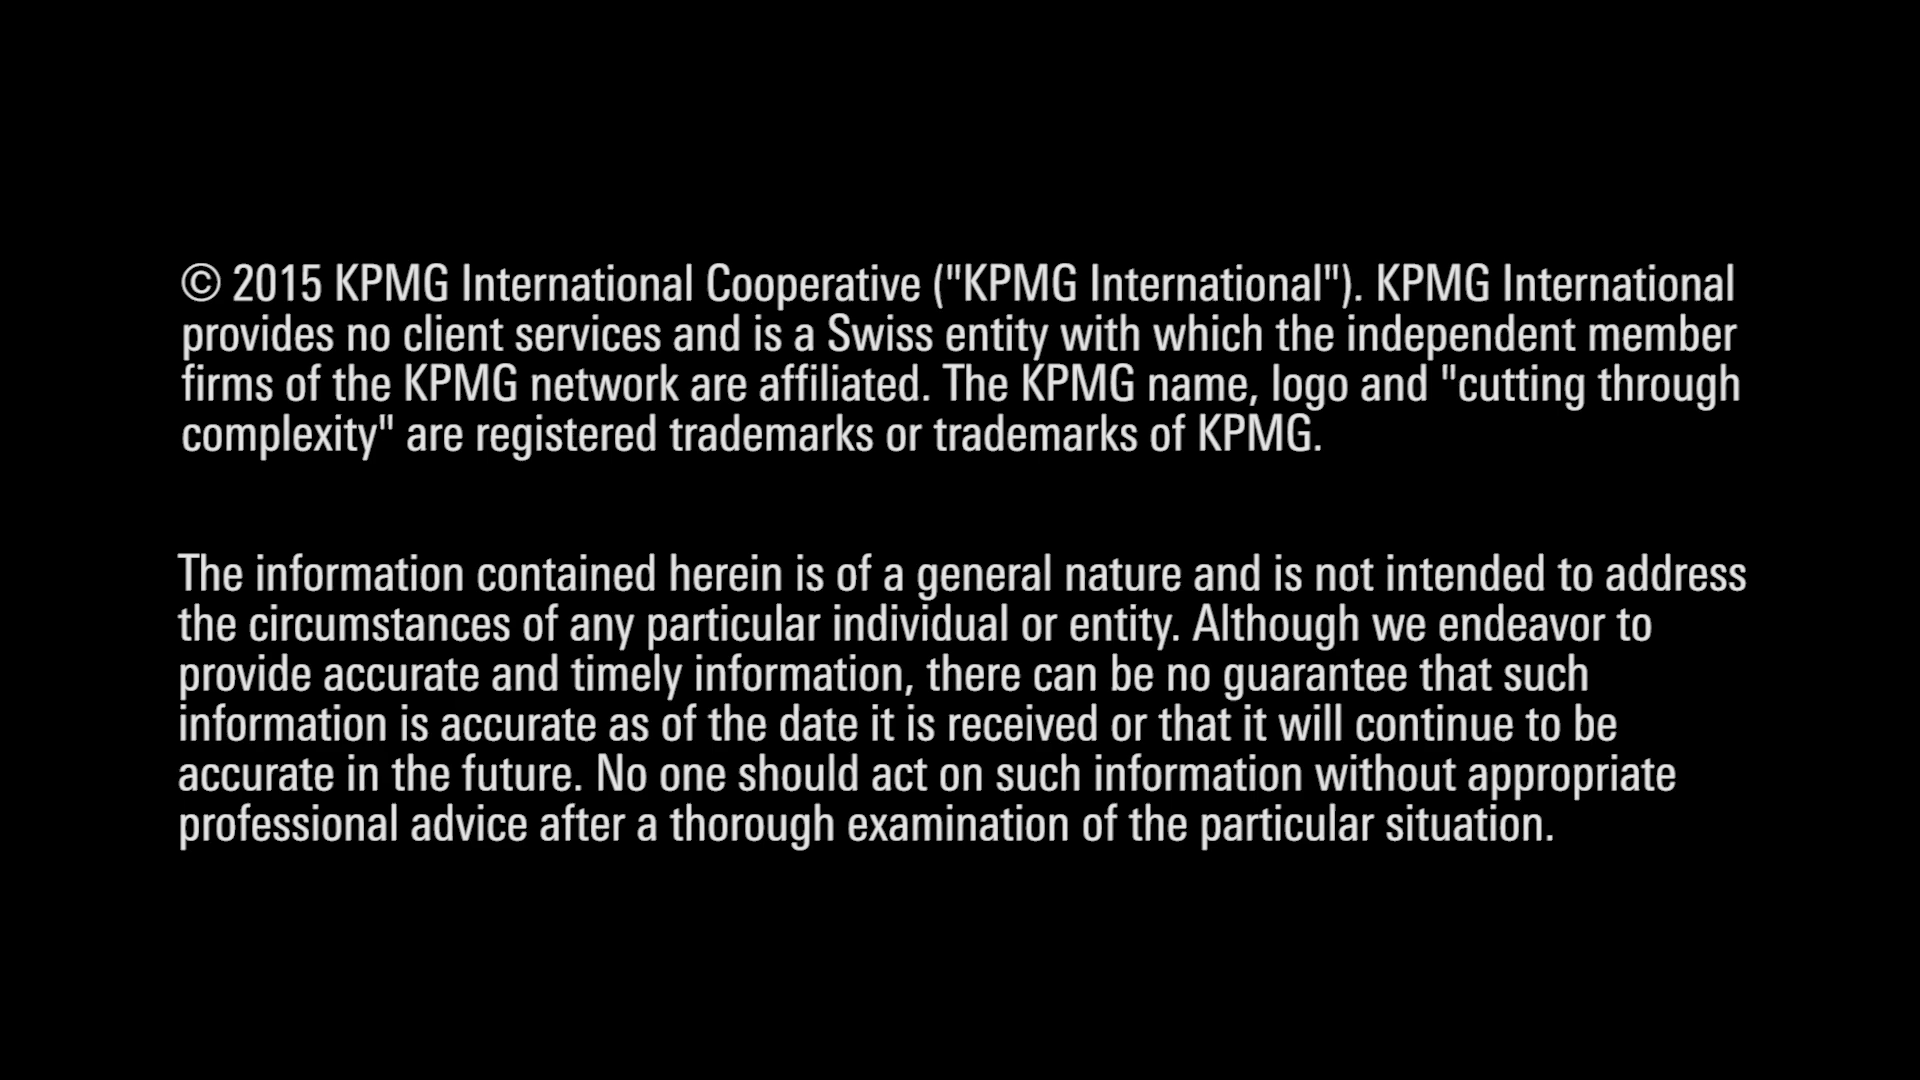 © 2015 KPMG International Cooperative ("KPMG International"). KPMG International
provides no client services and is a Swiss entity with which the independent member
firms of the KPMG network are affiliated. The KPMG name, logo and "cutting through
complexity" are registered trademarks or trademarks of KPMG.
The information contained herein is of a general nature and is not intended to address
the circumstances of any particular individual or entity. Although we endeavor to
provide accurate and timely information, there can be no guarantee that such
information is accurate as of the date it is received or that it will continue to be
accurate in the future. No one should act on such information without appropriate
professional advice after a thorough examination of the particular situation.